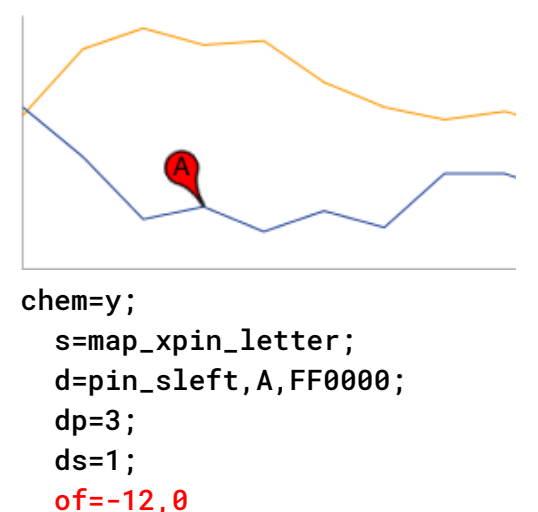 A
chem=y;
s=map_xpin_letter;
d=pin_sleft,A,FF0000;
dp=3;
ds=1;
of=-12,0